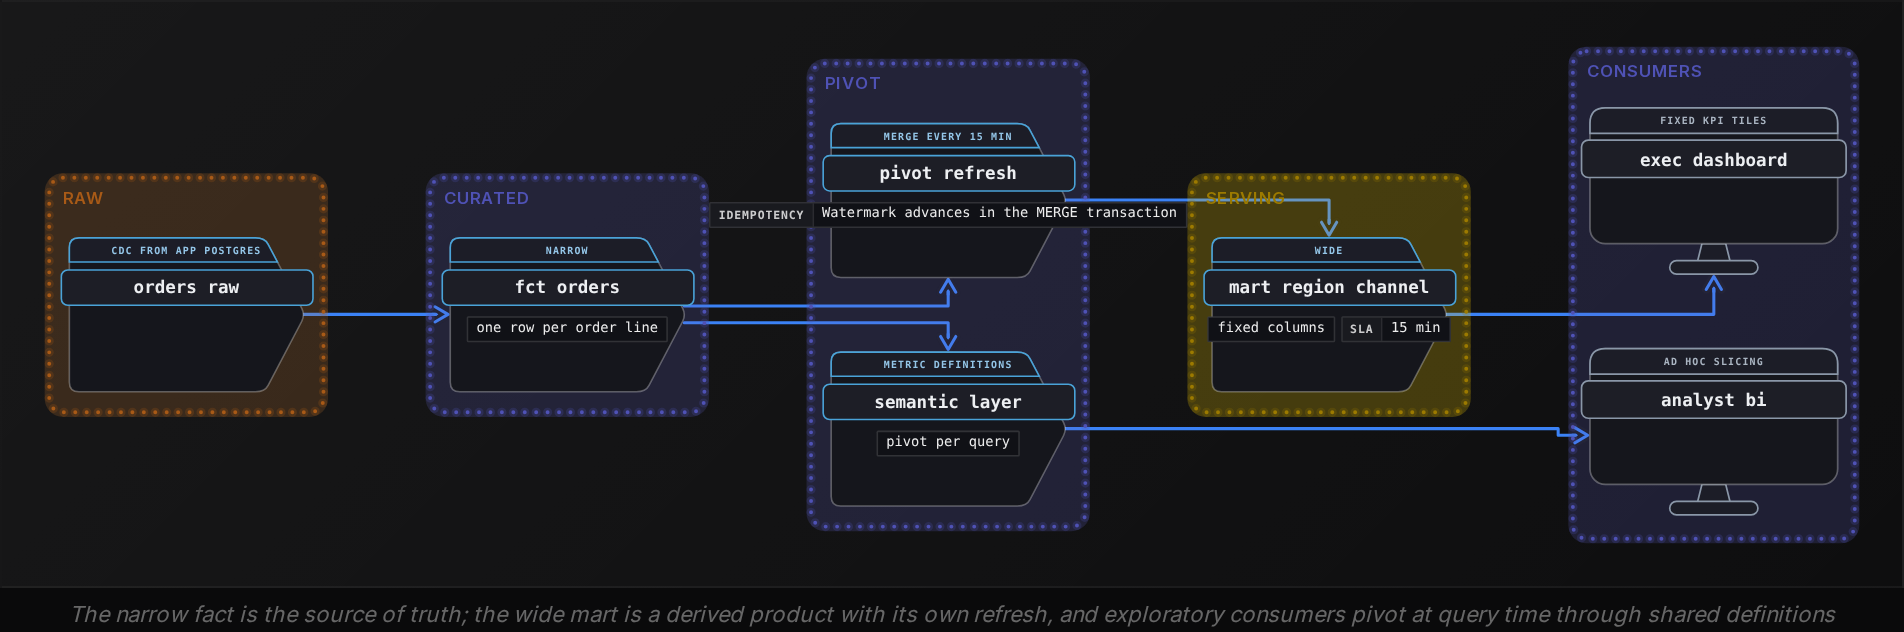 RAW
CDC FROM APP POSTGRES
orders raw
CURATED
NARROW
fct orders
one row per order line
PIVOT
MERGE EVERY 15 MIN
pivot refresh
IDEMPOTENCY Watermark advances in the MERGE transaction
METRIC DEFINITIONS
semantic layer
pivot per query
SERVING
WIDE
mart region channel
fixed columns SLA 15 min
CONSUMERS
FIXED KPI TILES
exec dashboard
AD HOC SLICING
analyst bi
The narrow fact is the source of truth; the wide mart is a derived product with its own refresh, and exploratory consumers pivot at query time through shared definitions